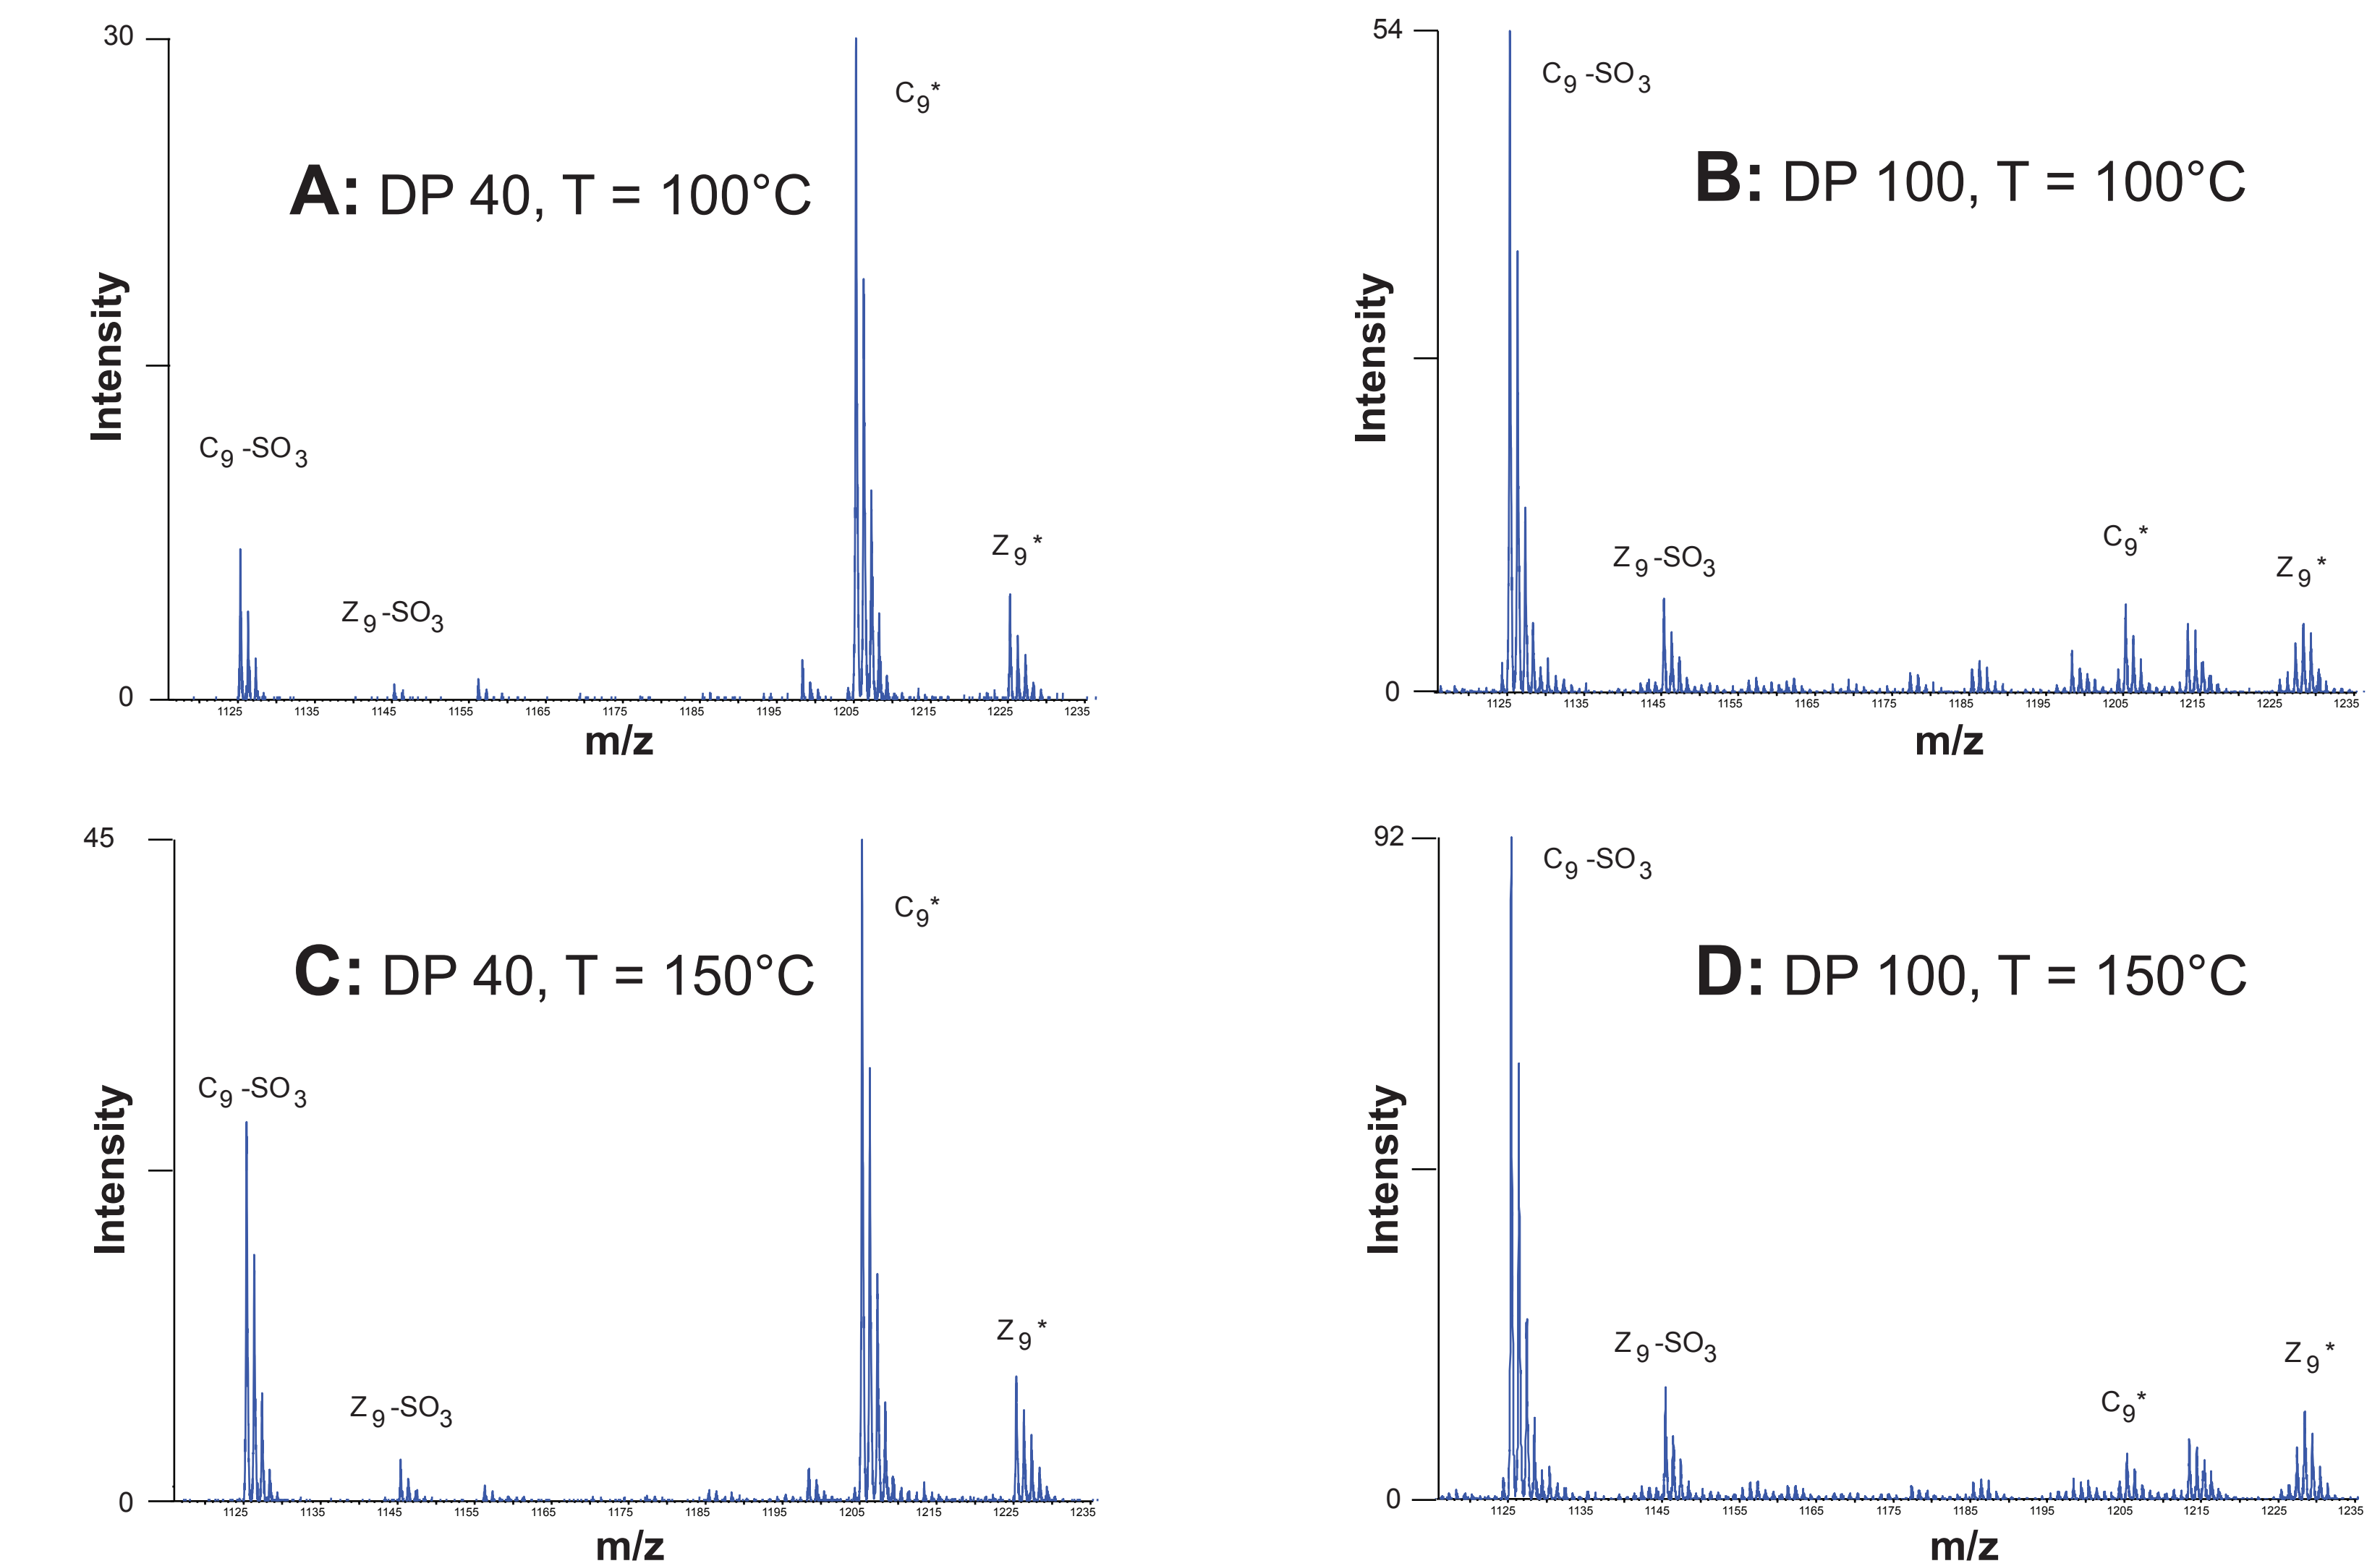 30
C9*
A: DP 40, T = 100°C
Intensity
C9-SO3
Z9-SO3
Z9*
0
1125 1135 1145 1155 1165 1175 1185 1195 1205 1215 1225 1235
m/z
54
C9-SO3
B: DP 100, T = 100°C
Intensity
Z9-SO3
C9*
Z9*
0
1125 1135 1145 1155 1165 1175 1185 1195 1205 1215 1225 1235
m/z
45
C9*
C: DP 40, T = 150°C
C9-SO3
Intensity
Z9*
Z9-SO3
0
1125 1135 1145 1155 1165 1175 1185 1195 1205 1215 1225 1235
m/z
92
C9-SO3
D: DP 100, T = 150°C
Intensity
Z9-SO3
Z9*
C9*
0
1125 1135 1145 1155 1165 1175 1185 1195 1205 1215 1225 1235
m/z